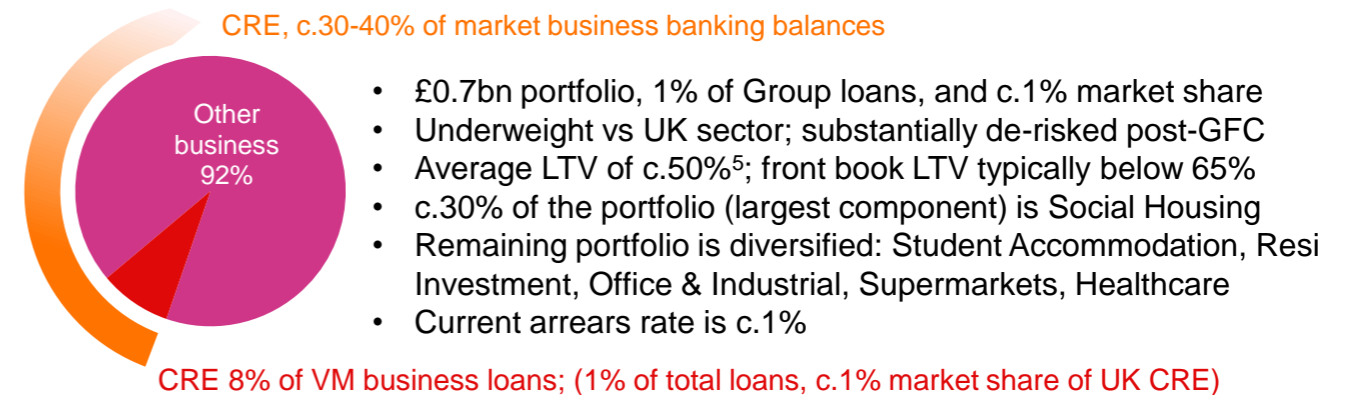 CRE, c.30-40% of market business banking balances
Other
business
92%
• £0.7bn portfolio, 1% of Group loans, and c.1% market share
• Underweight vs UK sector; substantially de-risked post-GFC
• Average LTV of c.50%⁵; front book LTV typically below 65%
• c.30% of the portfolio (largest component) is Social Housing
• Remaining portfolio is diversified: Student Accommodation, Resi
Investment, Office & Industrial, Supermarkets, Healthcare
• Current arrears rate is c.1%
CRE 8% of VM business loans; (1% of total loans, c.1% market share of UK CRE)